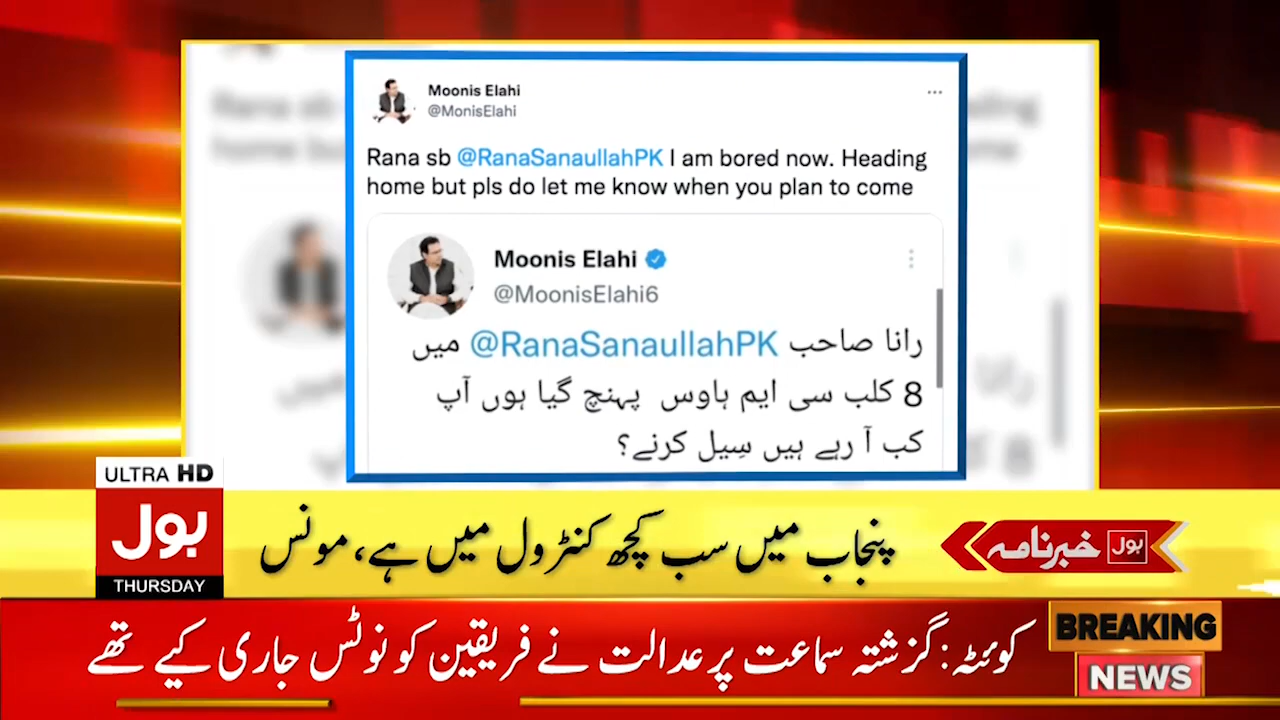 Moonis Elahi
@MonisElahi
Rana sb @RanaSanaullahPK I am bored now. Heading
home but pls do let me know when you plan to come
Moonis Elahi
@MoonisElahi6
رانا صاحب @RanaSanaullahPK میں
8 کلب سی ایم ہاوس پہنچ گیا ہوں آپ
کب آ رہے ہیں سِیل کرنے؟
ULTRA HD
بول
THURSDAY
پنجاب میں سب کچھ کنٹرول میں ہے، مونس
بول خبرنامہ
کوئٹہ: گزشتہ سماعت پر عدالت نے فریقین کو نوٹس جاری کیے تھے
BREAKING
NEWS